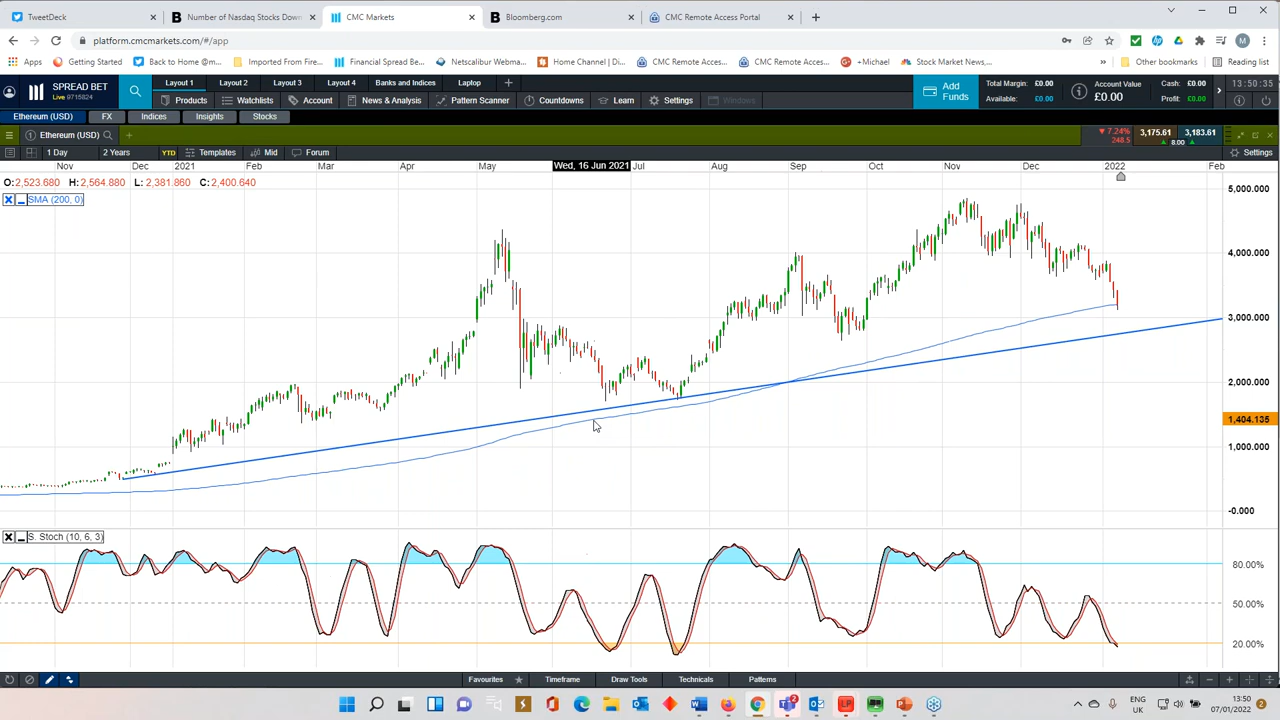 TweetDeck
Number of Nasdaq Stocks Down
CMC Markets
Bloomberg.com
CMC Remote Access Portal
platform.cmcmarkets.com/#/app
M
Apps
Getting Started
Back to Home @m...
Imported From Fire...
Financial Spread Be...
Netscalibur Webmai...
Home Channel | Di...
CMC Remote Acces...
CMC Remote Acces...
+Michael
Stock Market News,...
Other bookmarks
Reading list
SPREAD BET
Live 9715824
Layout 1
Layout 2
Layout 3
Layout 4
Banks and Indices
Laptop
Products
Watchlists
Account
News & Analysis
Pattern Scanner
Countdowns
Learn
Settings
Windows
Add Funds
Total Margin: £0.00
Available: £0.00
Account Value
£0.00
Cash: £0.00
Profit: £0.00
13:50:35
Ethereum (USD)
FX
Indices
Insights
Stocks
1 Ethereum (USD)
7.24%
248.5
3,175.61
3,183.61
8.00
1 Day
2 Years
YTD
Templates
Mid
Forum
Settings
Nov
Dec
2021
Feb
Mar
Apr
May
Wed, 16 Jun 2021
Jul
Aug
Sep
Oct
Nov
Dec
2022
Feb
O:2,523.680 H: 2,564.880 L: 2,381.860 C: 2,400.640
SMA (200, 0)
5,000.000
4,000.000
3,000.000
2,000.000
1,404.135
1,000.000
-0.000
S. Stoch (10, 6, 3)
80.00%
50.00%
20.00%
Favourites
Timeframe
Draw Tools
Technicals
Patterns
2
LP
ENG
UK
13:50
07/01/2022